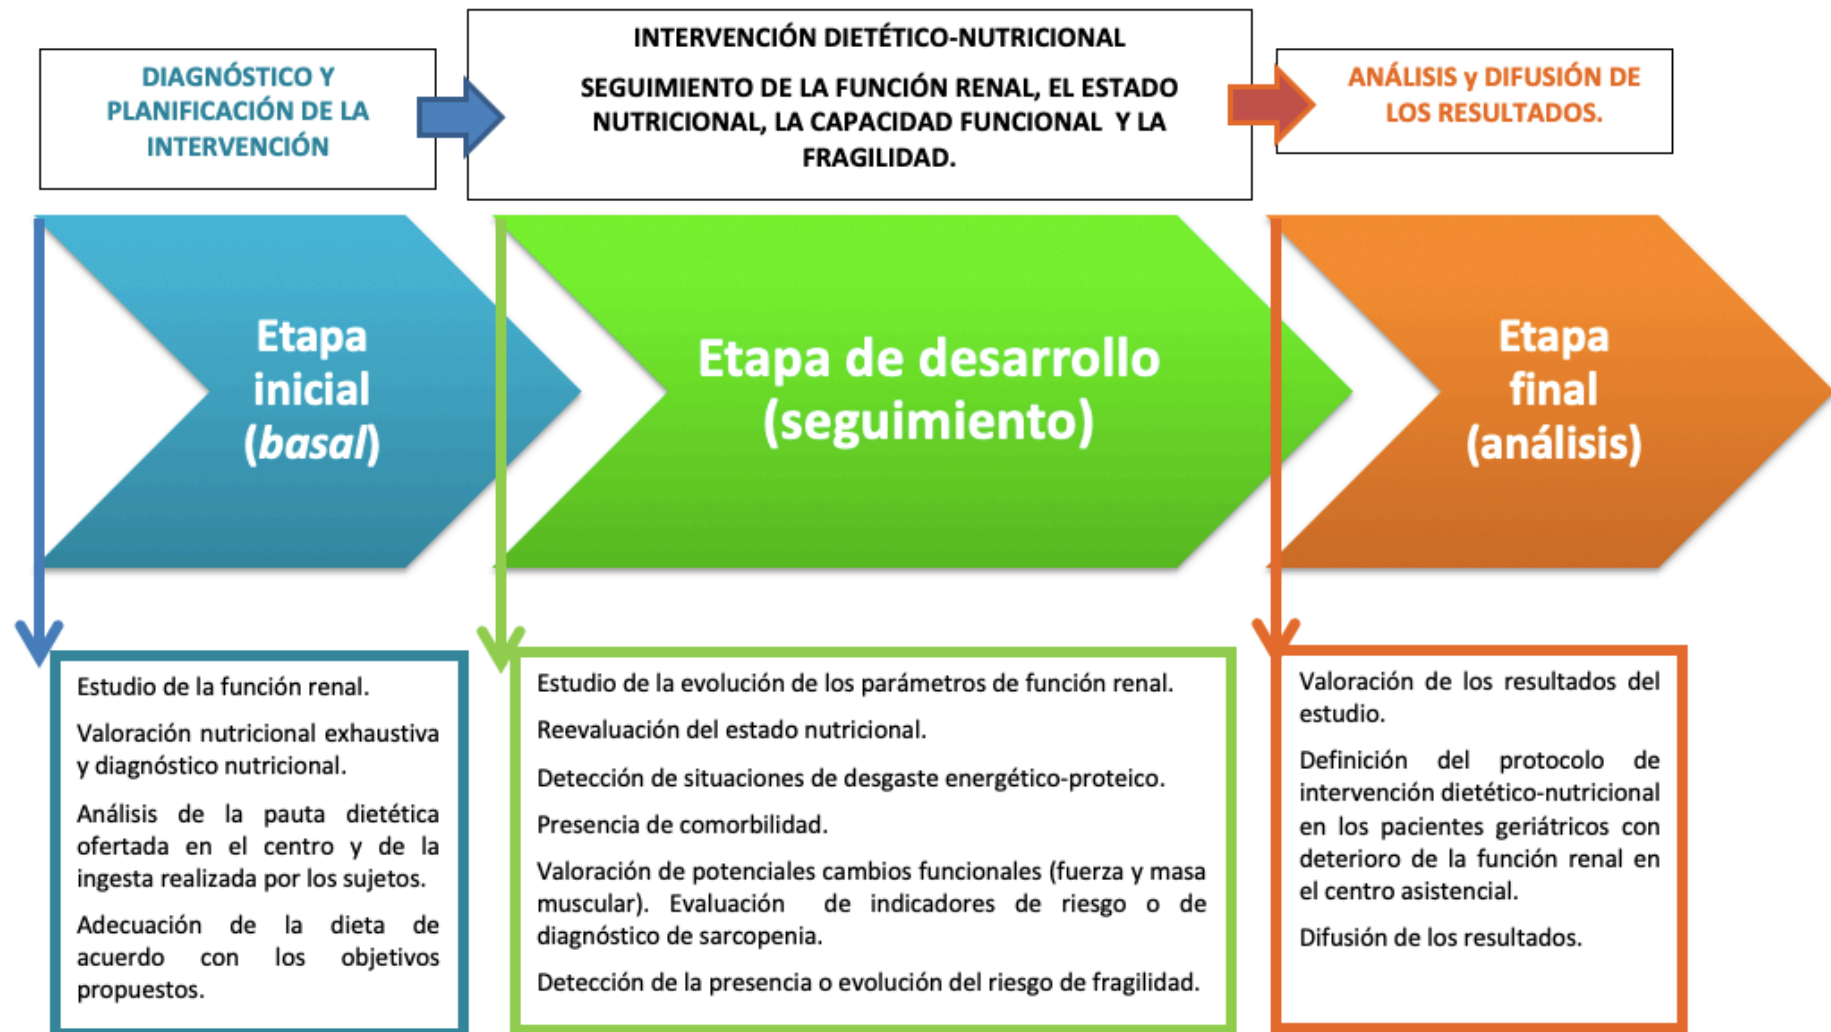 DIAGNÓSTICO Y
PLANIFICACIÓN DE LA
INTERVENCIÓN
INTERVENCIÓN DIETÉTICO-NUTRICIONAL
SEGUIMIENTO DE LA FUNCIÓN RENAL, EL ESTADO
NUTRICIONAL, LA CAPACIDAD FUNCIONAL Y LA
FRAGILIDAD.
ANÁLISIS y DIFUSIÓN DE
LOS RESULTADOS.
Etapa
inicial
(basal)
Etapa de desarrollo
(seguimiento)
Etapa
final
(análisis)
Estudio de la función renal.
Valoración nutricional exhaustiva
y diagnóstico nutricional.
Análisis de la pauta dietética
ofertada en el centro y de la
ingesta realizada por los sujetos.
Adecuación de la dieta de
acuerdo con los objetivos
propuestos.
Estudio de la evolución de los parámetros de función renal.
Reevaluación del estado nutricional.
Detección de situaciones de desgaste energético-proteico.
Presencia de comorbilidad.
Valoración de potenciales cambios funcionales (fuerza y masa
muscular). Evaluación de indicadores de riesgo o de
diagnóstico de sarcopenia.
Detección de la presencia o evolución del riesgo de fragilidad.
Valoración de los resultados del
estudio.
Definición del protocolo de
intervención dietético-nutricional
en los pacientes geriátricos con
deterioro de la función renal en
el centro asistencial.
Difusión de los resultados.